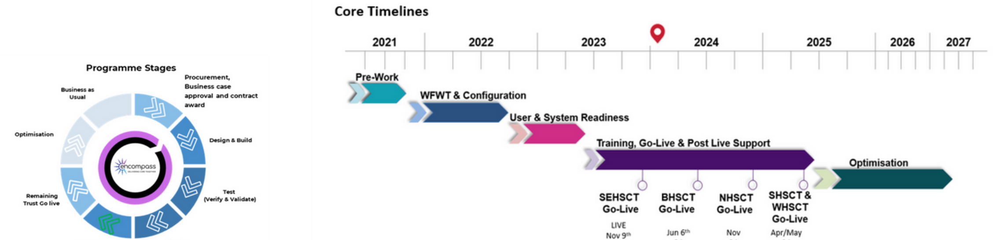 Programme Stages
Procurement,
Business case
approval and contract
award
Design & Build
Test
(Verify & Validate)
Remaining
Trust Go live
Optimisation
Business as
Usual
encompass
DELIVERING CARE TOGETHER
Core Timelines
2021 2022 2023 2024 2025 2026 2027
Pre-Work
WFWT & Configuration
User & System Readiness
Training, Go-Live & Post Live Support
Optimisation
SEHSCT
Go-Live
LIVE
Nov 9th
BHSCT
Go-Live
Jun 6th
NHSCT
Go-Live
Nov
SHSCT &
WHSCT
Go-Live
Apr/May